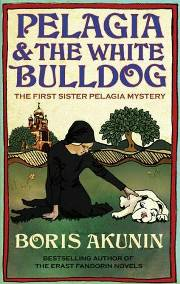 PELAGIA
& THE WHITE
BULLDOG
THE FIRST SISTER PELAGIA MYSTERY
BORIS AKUNIN
BESTSELLING AUTHOR OF
THE ERAST FANDORIN NOVELS